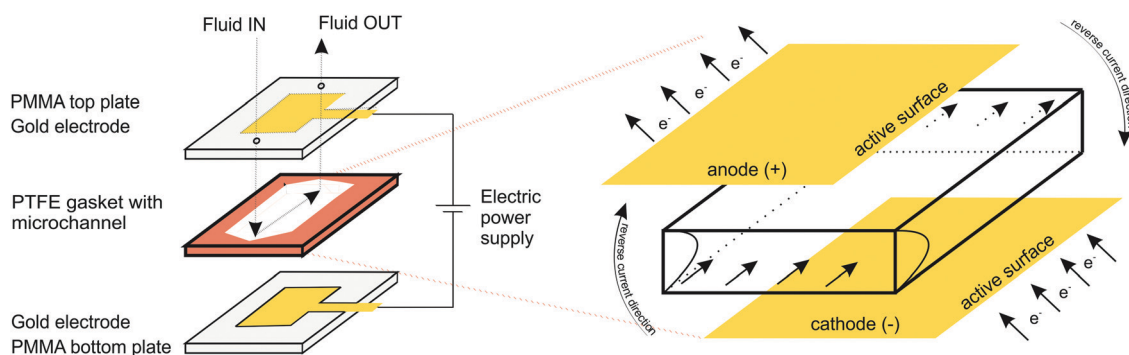 Fluid IN
Fluid OUT
PMMA top plate
Gold electrode
PTFE gasket with
microchannel
Electric
power
supply
Gold electrode
PMMA bottom plate
e-
e-
e-
e-
reverse current direction
active surface
anode (+)
reverse current direction
active surface
cathode (-)
e-
e-
e-
e-